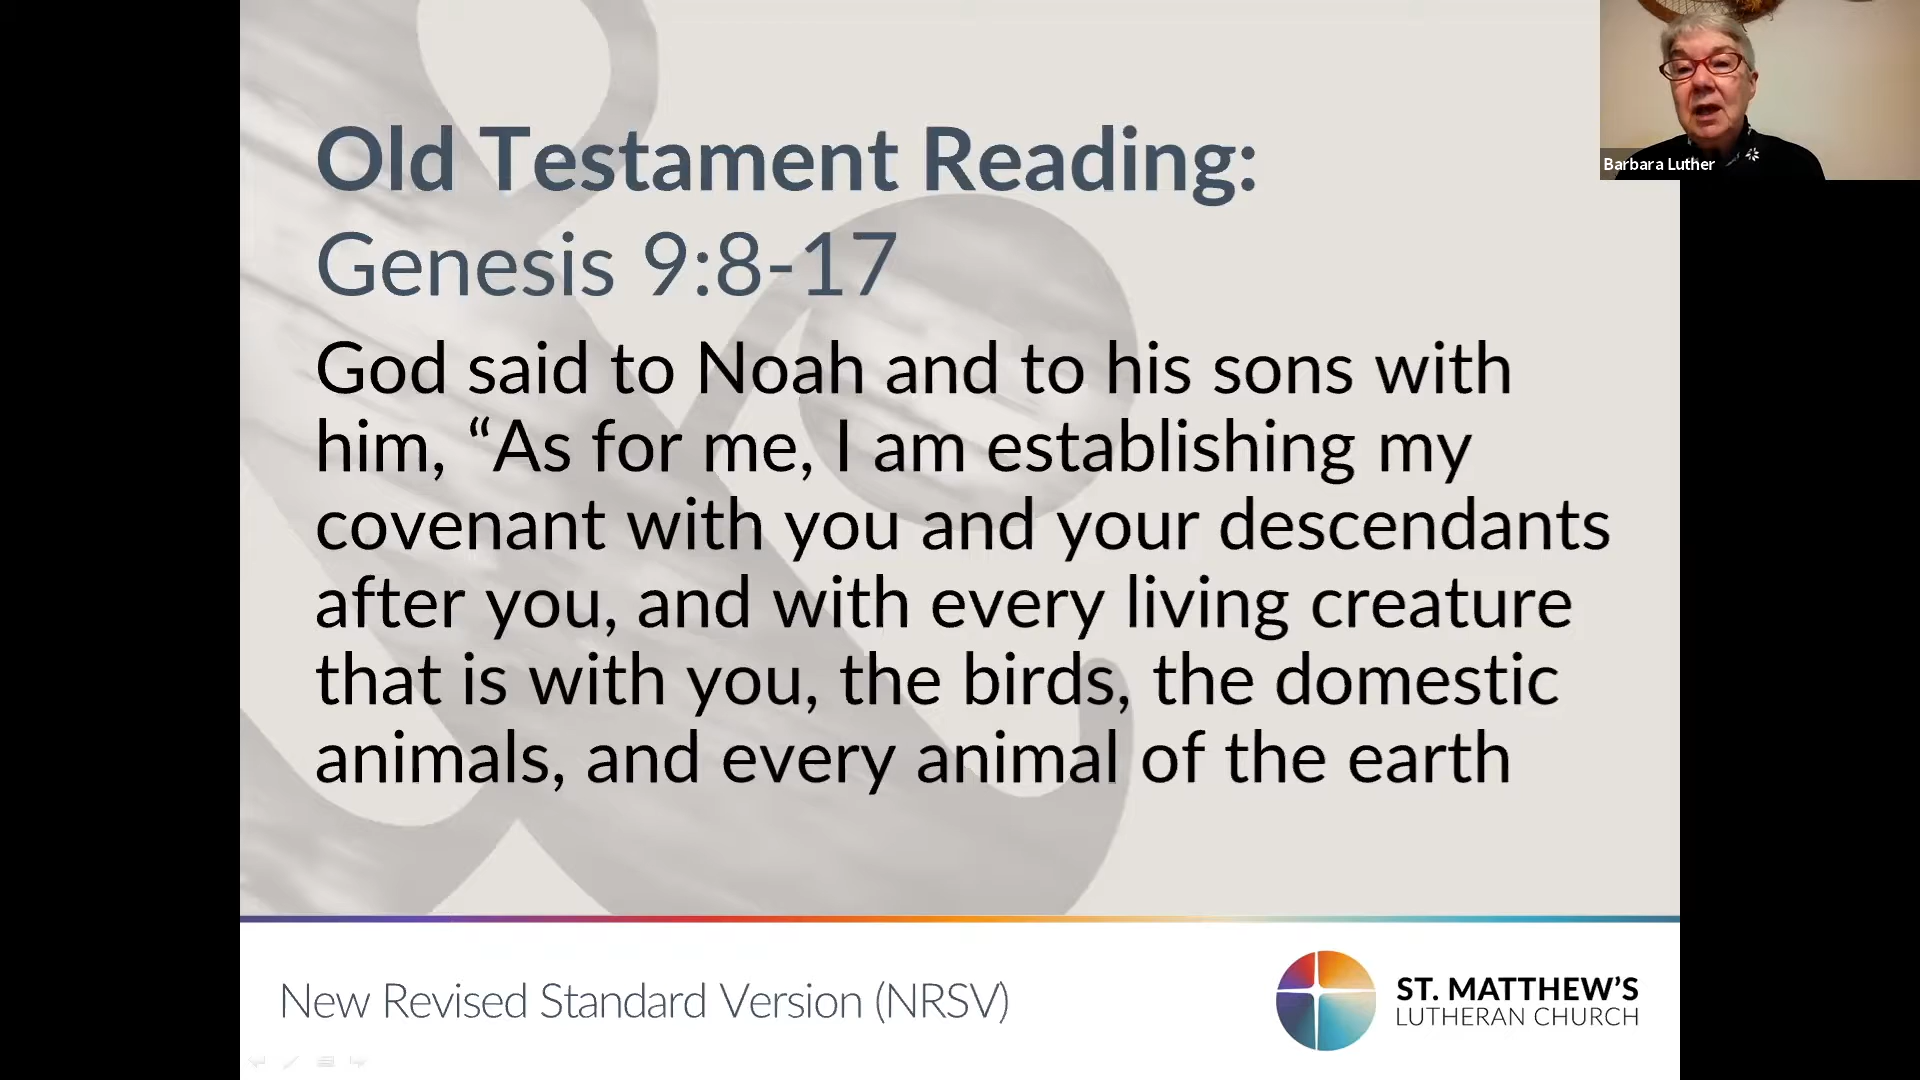 Old Testament Reading:
Genesis 9:8-17
God said to Noah and to his sons with
him, “As for me, I am establishing my
covenant with you and your descendants
after you, and with every living creature
that is with you, the birds, the domestic
animals, and every animal of the earth
Barbara Luther
New Revised Standard Version (NRSV)
ST. MATTHEW’S
LUTHERAN CHURCH